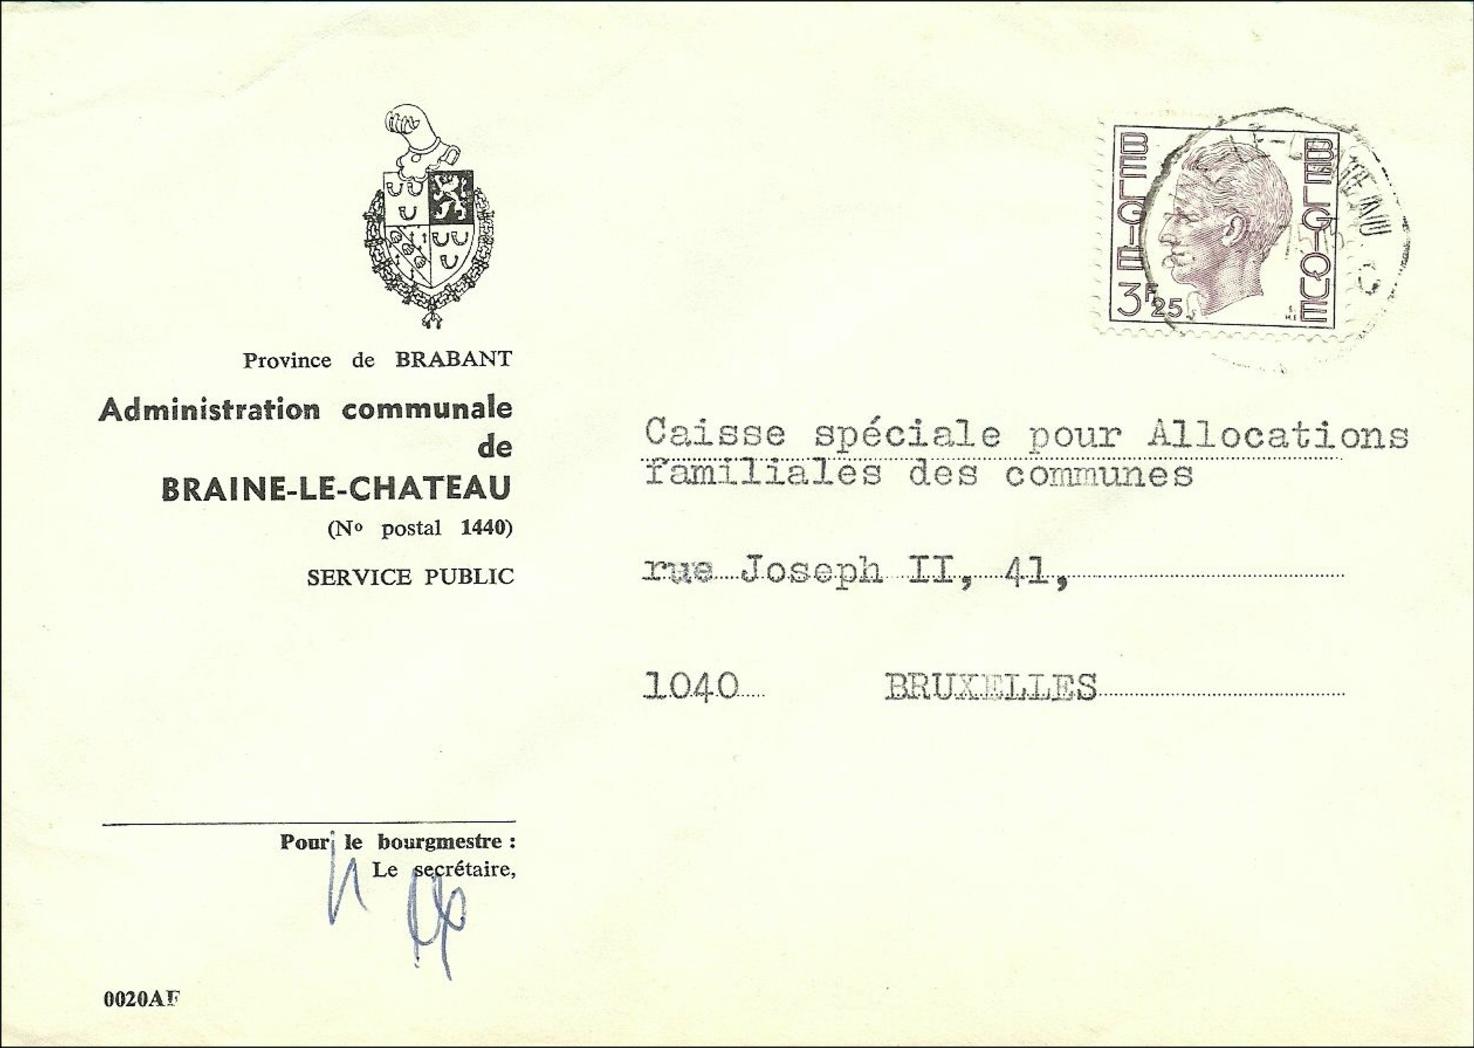 BELGIE
BELGIQUE
3F25
Province de BRABANT
Administration communale
de
BRAINE-LE-CHATEAU
(Nº postal 1440)
SERVICE PUBLIC
Caisse spéciale pour Allocations
familiales des communes
rue Joseph II, 41,
1040 BRUXELLES
Pour le bourgmestre :
Le secrétaire,
0020AF